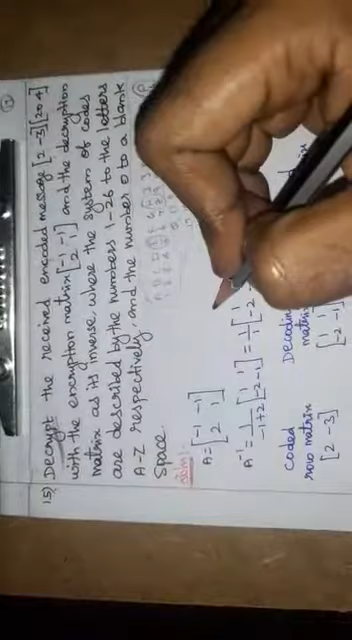 15) Decrypt the received encoded message [2 -3][20 4]
with the encryption matrix [-1 -1 2 1] and the decryption
matrix as its inverse, where the system of codes
are described by the numbers 1-26 to the letters
A-Z respectively, and the number 0 to a blank
space.
Soln:
A = [-1 -1 2 1]
A⁻¹ = 1/-1+2 [1 1 -2 -1] = 1/1 [1 -2
Coded
row matrix
[2 -3]
Decoding
matrix
[1 -2 -1